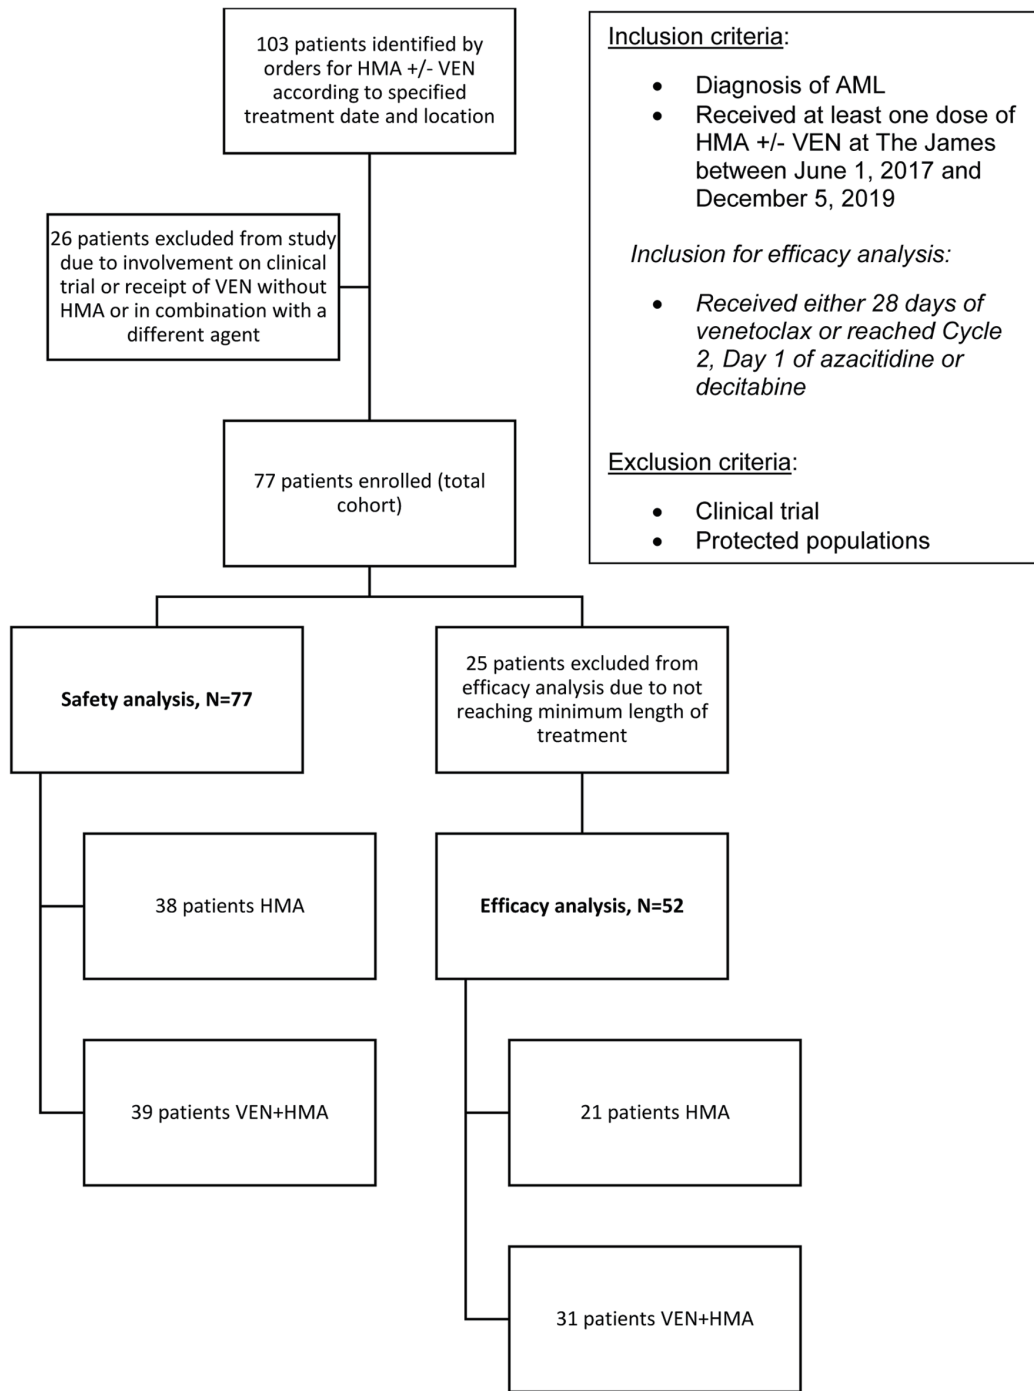 103 patients identified by
orders for HMA +/- VEN
according to specified
treatment date and location
26 patients excluded from study
due to involvement on clinical
trial or receipt of VEN without
HMA or in combination with a
different agent
77 patients enrolled (total
cohort)
Safety analysis, N=77
38 patients HMA
39 patients VEN+HMA
25 patients excluded from
efficacy analysis due to not
reaching minimum length of
treatment
Efficacy analysis, N=52
21 patients HMA
31 patients VEN+HMA
Inclusion criteria:
• Diagnosis of AML
• Received at least one dose of
HMA +/- VEN at The James
between June 1, 2017 and
December 5, 2019
Inclusion for efficacy analysis:
• Received either 28 days of
venetoclax or reached Cycle
2, Day 1 of azacitidine or
decitabine
Exclusion criteria:
• Clinical trial
• Protected populations